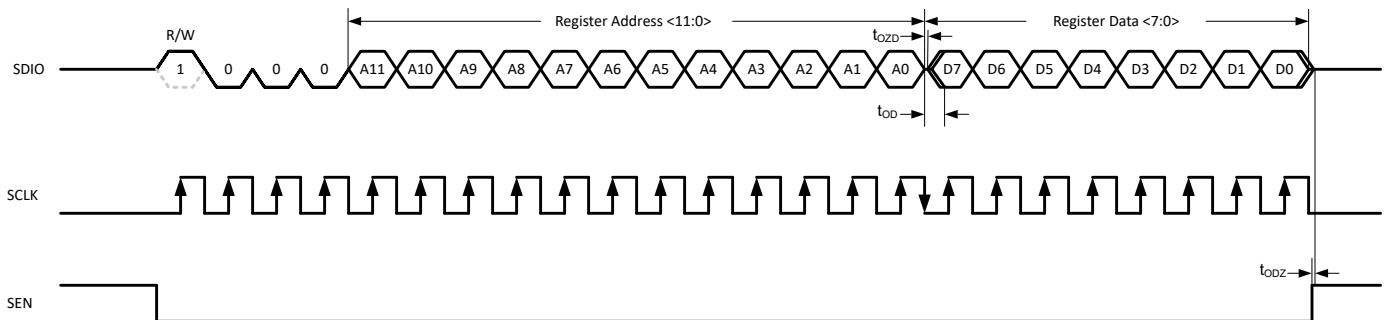 Register Address <11:0> Register Data <7:0>
R/W tOZD
SDIO 1 0 0 0 A11 A10 A9 A8 A7 A6 A5 A4 A3 A2 A1 A0 D7 D6 D5 D4 D3 D2 D1 D0
tOD
SCLK
tODZ
SEN